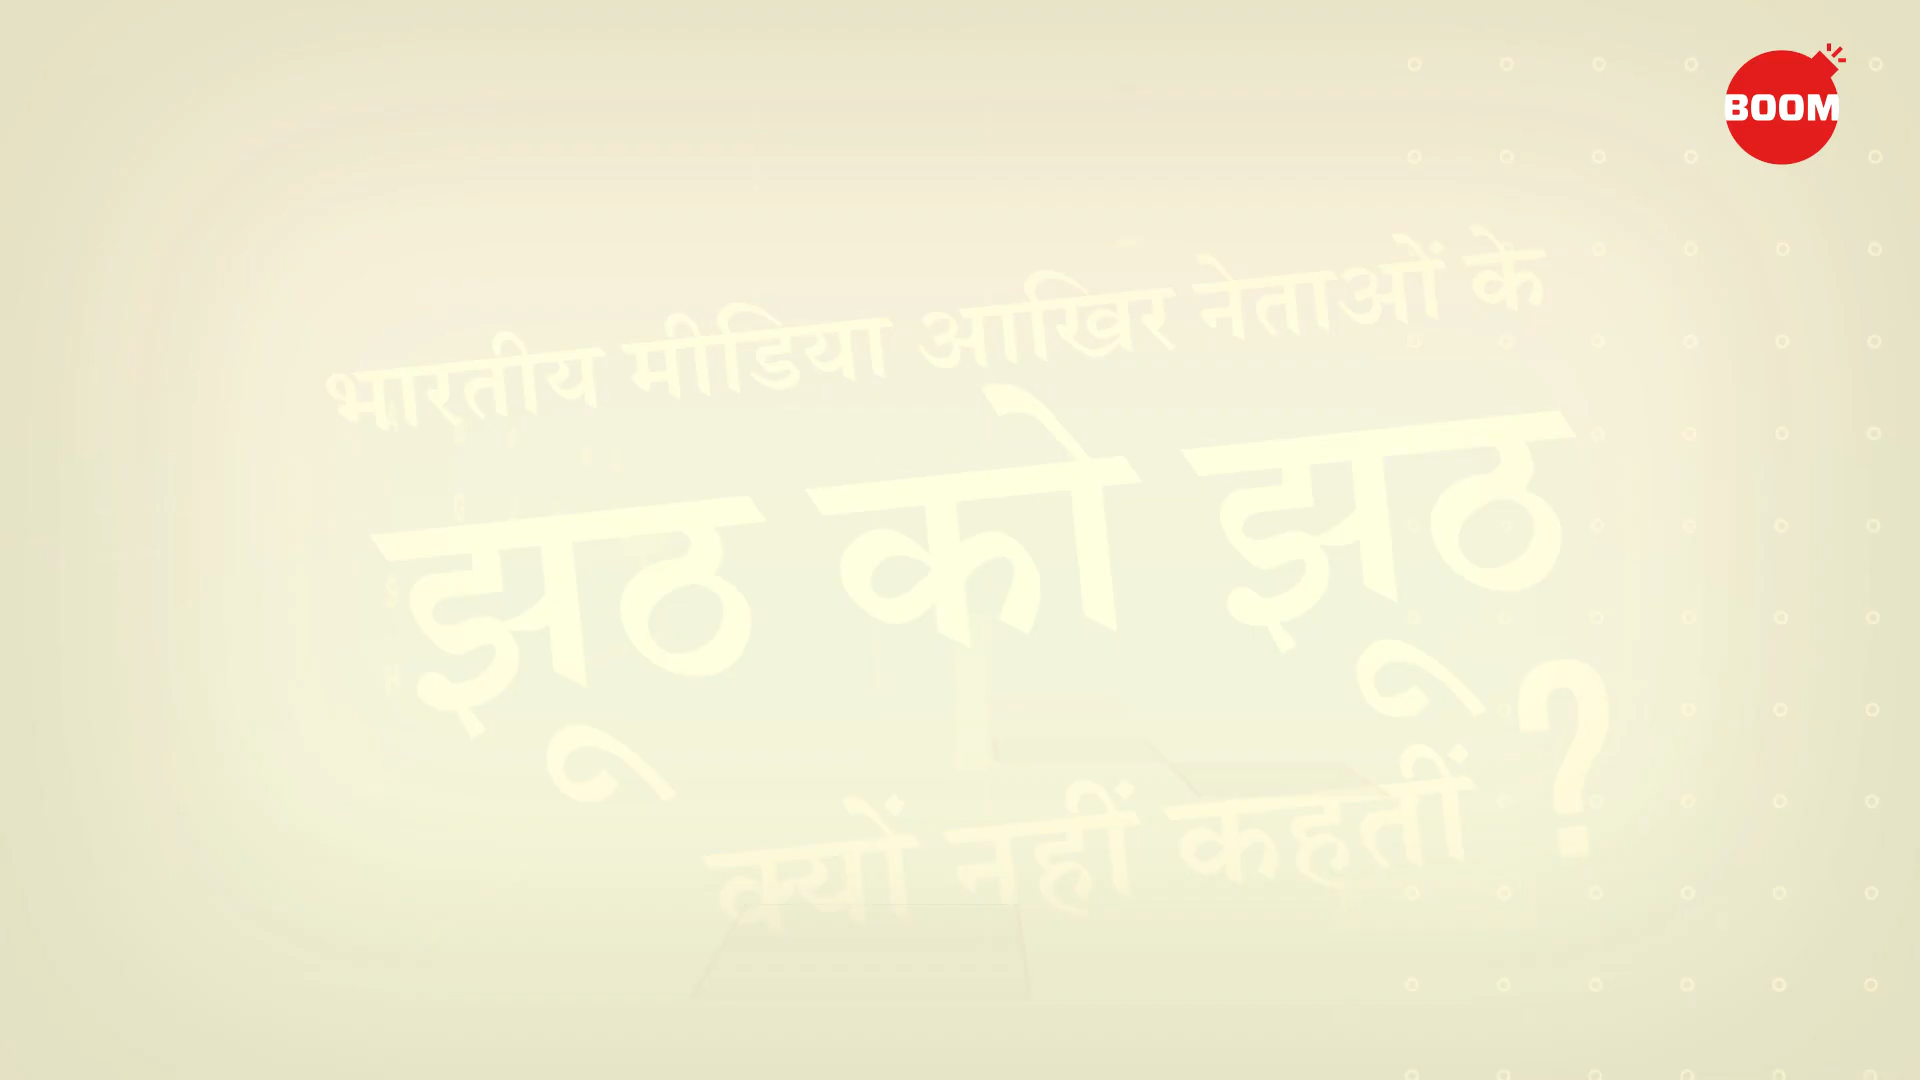 BOOM
भारतीय मीडिया आखिर नेताओं के
झूठ को झूठ
क्यों नहीं कहतीं ?